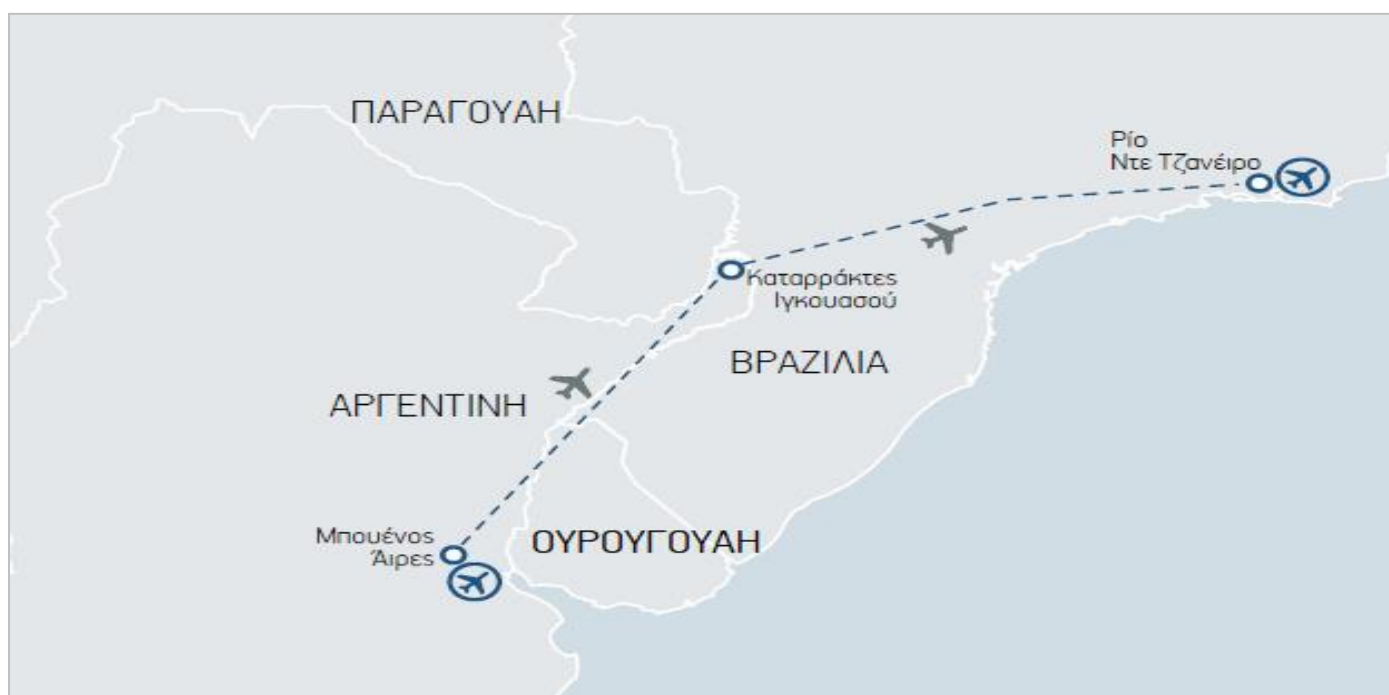 ΠΑΡΑΓΟΥΑΗ
Ρίο
Ντε Τζανέιρο
Καταρράκτες
Ιγκουασού
ΒΡΑΖΙΛΙΑ
ΑΡΓΕΝΤΙΝΗ
Μπουένος
Άιρες
ΟΥΡΟΥΓΟΥΑΗ